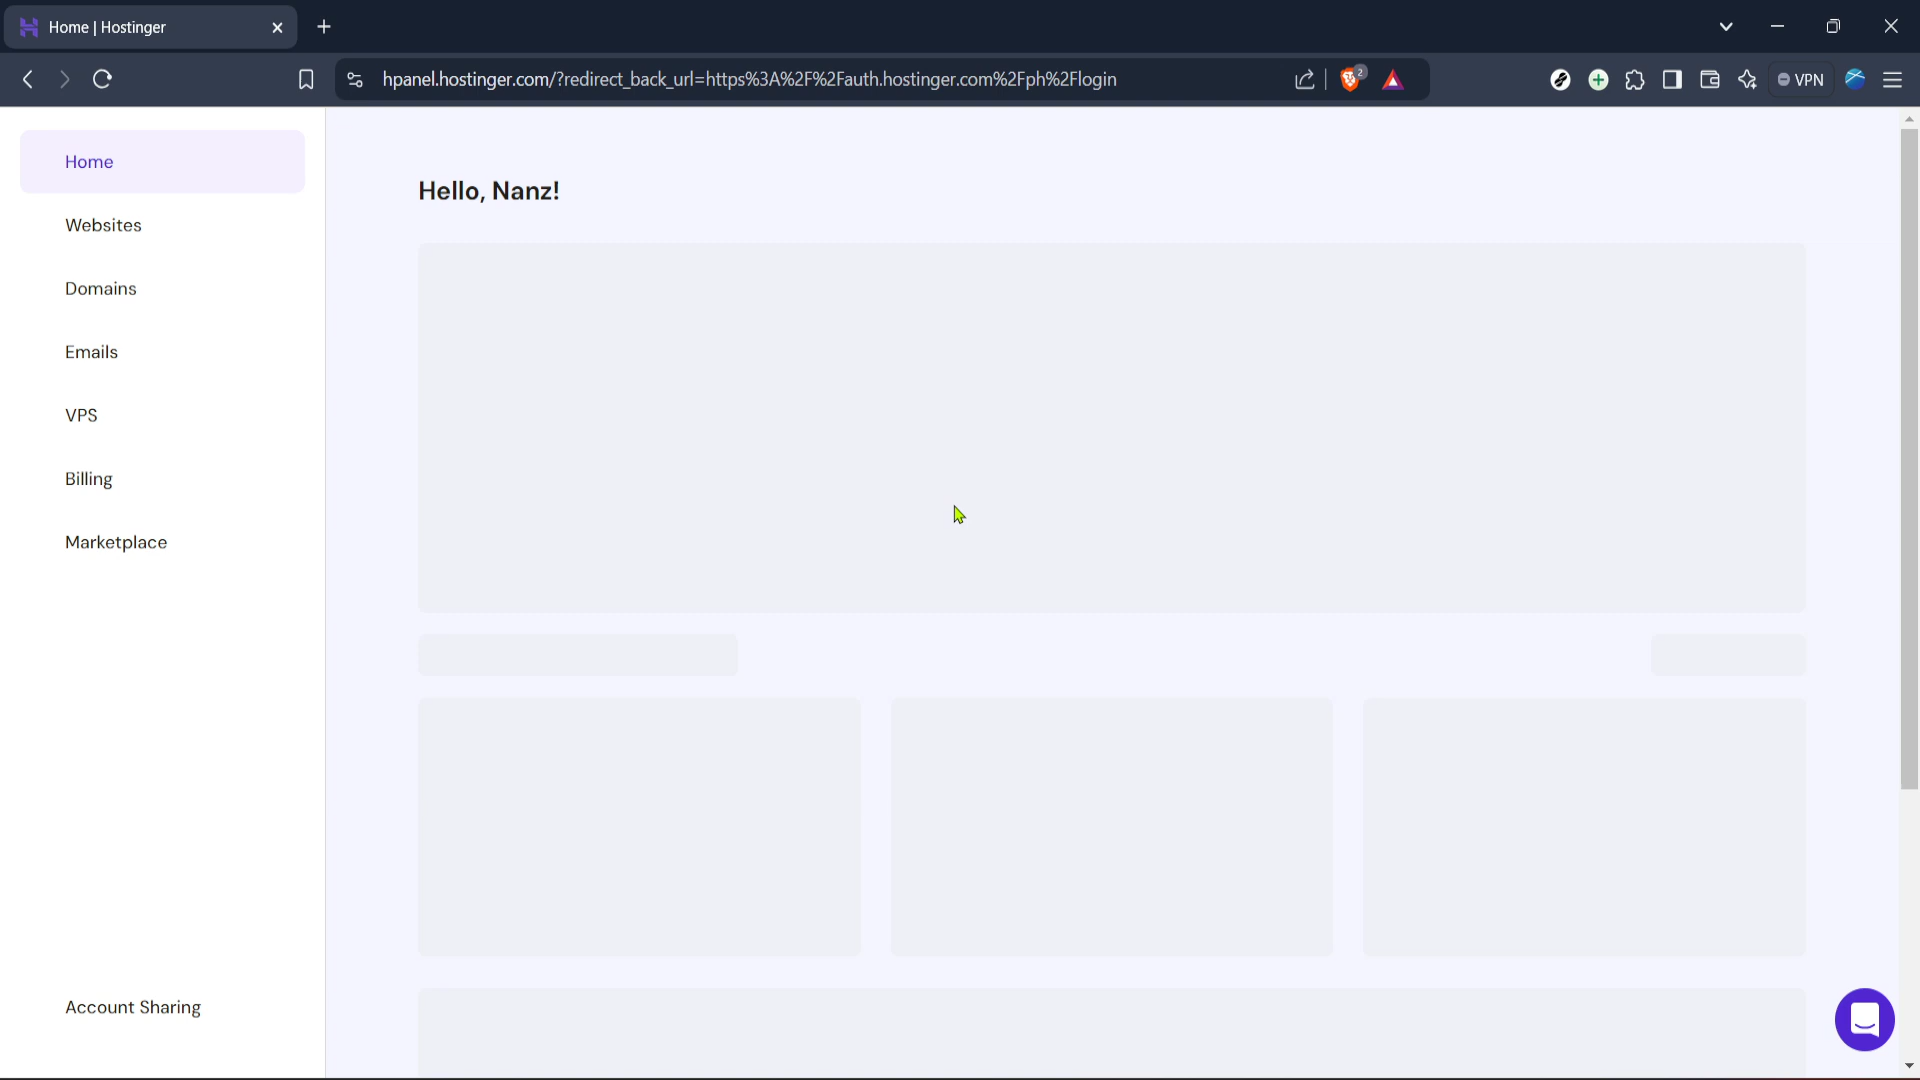 Home | Hostinger
hpanel.hostinger.com/?redirect_back_url=https%3A%2F%2Fauth.hostinger.com%2Fph%2Flogin
2
VPN
Home
Websites
Domains
Emails
VPS
Billing
Marketplace
Account Sharing
Hello, Nanz!